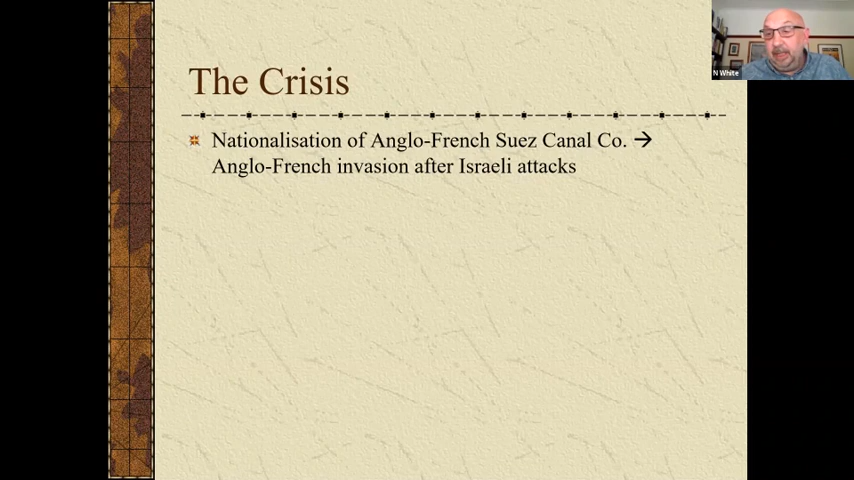 The Crisis
Nationalisation of Anglo-French Suez Canal Co. →
Anglo-French invasion after Israeli attacks
N White